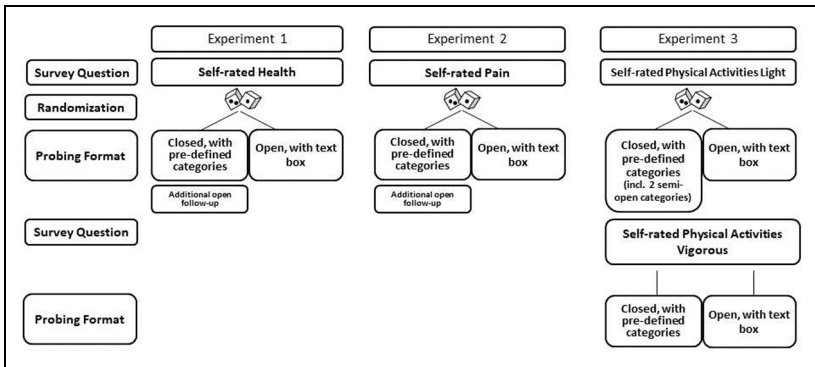 Experiment 1
Experiment 2
Experiment 3
Survey Question
Self-rated Health
Self-rated Pain
Self-rated Physical Activities Light
Randomization
Probing Format
Closed, with
pre-defined
categories
Open, with text
box
Closed, with
pre-defined
categories
Open, with text
box
Closed, with
pre-defined
categories
(incl. 2 semi-
open categories)
Open, with text
box
Additional open
follow-up
Additional open
follow-up
Survey Question
Self-rated Physical Activities
Vigorous
Probing Format
Closed, with
pre-defined
categories
Open, with text
box